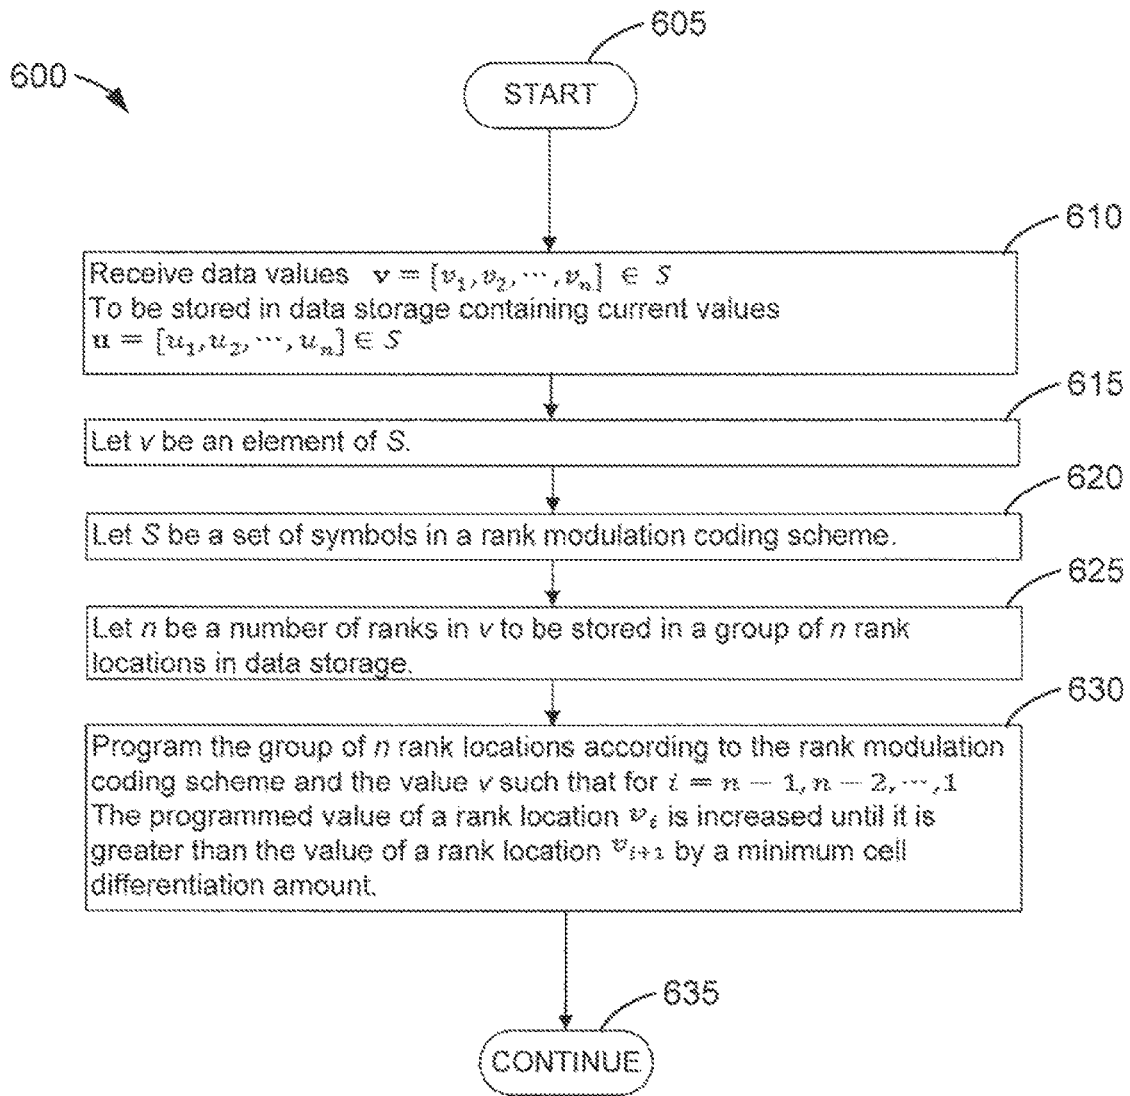 605
600
START
610
Receive data values v = [v₁, v₂, ⋯, vₙ] ∈ S
To be stored in data storage containing current values
u = [u₁, u₂, ⋯, uₙ] ∈ S
615
Let v be an element of S.
620
Let S be a set of symbols in a rank modulation coding scheme.
625
Let n be a number of ranks in v to be stored in a group of n rank
locations in data storage.
630
Program the group of n rank locations according to the rank modulation
coding scheme and the value v such that for i = n − 1, n − 2, ⋯, 1
The programmed value of a rank location vᵢ is increased until it is
greater than the value of a rank location vᵢ₊₁ by a minimum cell
differentiation amount.
635
CONTINUE